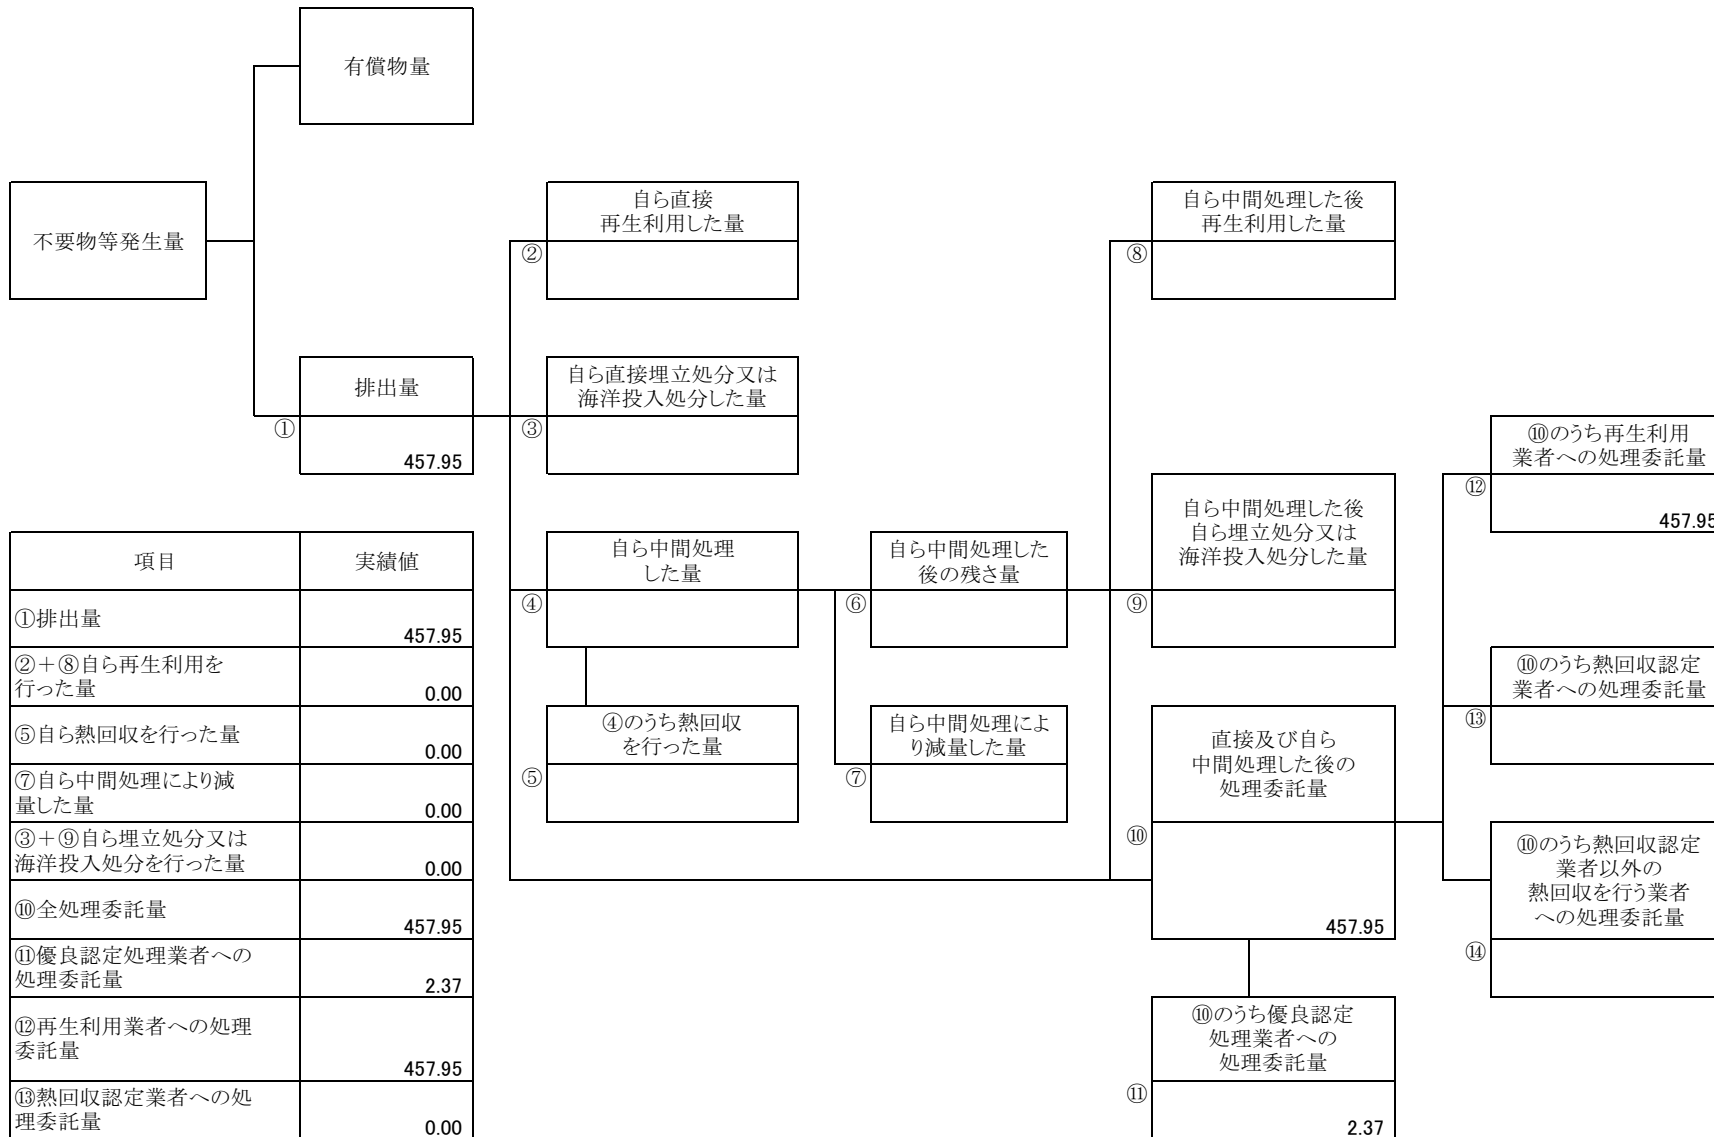 有償物量
不要物等発生量
自ら直接
再生利用した量
②
自ら中間処理した後
再生利用した量
⑧
排出量
①
457.95
自ら直接埋立処分又は
海洋投入処分した量
③
⑩のうち再生利用
業者への処理委託量
⑫
457.95
自ら中間処理
した量
④
自ら中間処理した
後の残さ量
⑥
自ら中間処理した後
自ら埋立処分又は
海洋投入処分した量
⑨
④のうち熱回収
を行った量
⑤
自ら中間処理によ
り減量した量
⑦
直接及び自ら
中間処理した後の
処理委託量
⑩
457.95
⑩のうち熱回収認定
業者への処理委託量
⑬
⑩のうち熱回収認定
業者以外の
熱回収を行う業者
への処理委託量
⑭
⑩のうち優良認定
処理業者への
処理委託量
⑪
2.37
項目 実績値
①排出量
457.95
②+⑧自ら再生利用を
行った量
0.00
⑤自ら熱回収を行った量
0.00
⑦自ら中間処理により減
量した量
0.00
③+⑨自ら埋立処分又は
海洋投入処分を行った量
0.00
⑩全処理委託量
457.95
⑪優良認定処理業者への
処理委託量
2.37
⑫再生利用業者への処理
委託量
457.95
⑬熱回収認定業者への処
理委託量
0.00